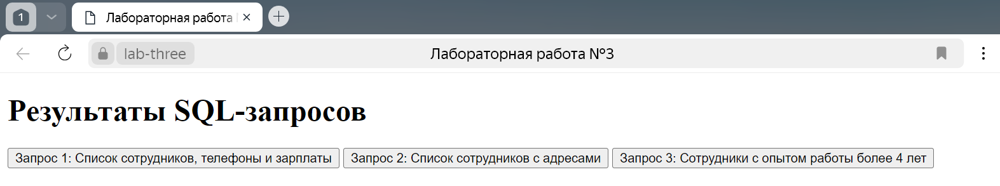 1
Лабораторная работа
lab-three
Лабораторная работа №3
Результаты SQL-запросов
Запрос 1: Список сотрудников, телефоны и зарплаты
Запрос 2: Список сотрудников с адресами
Запрос 3: Сотрудники с опытом работы более 4 лет